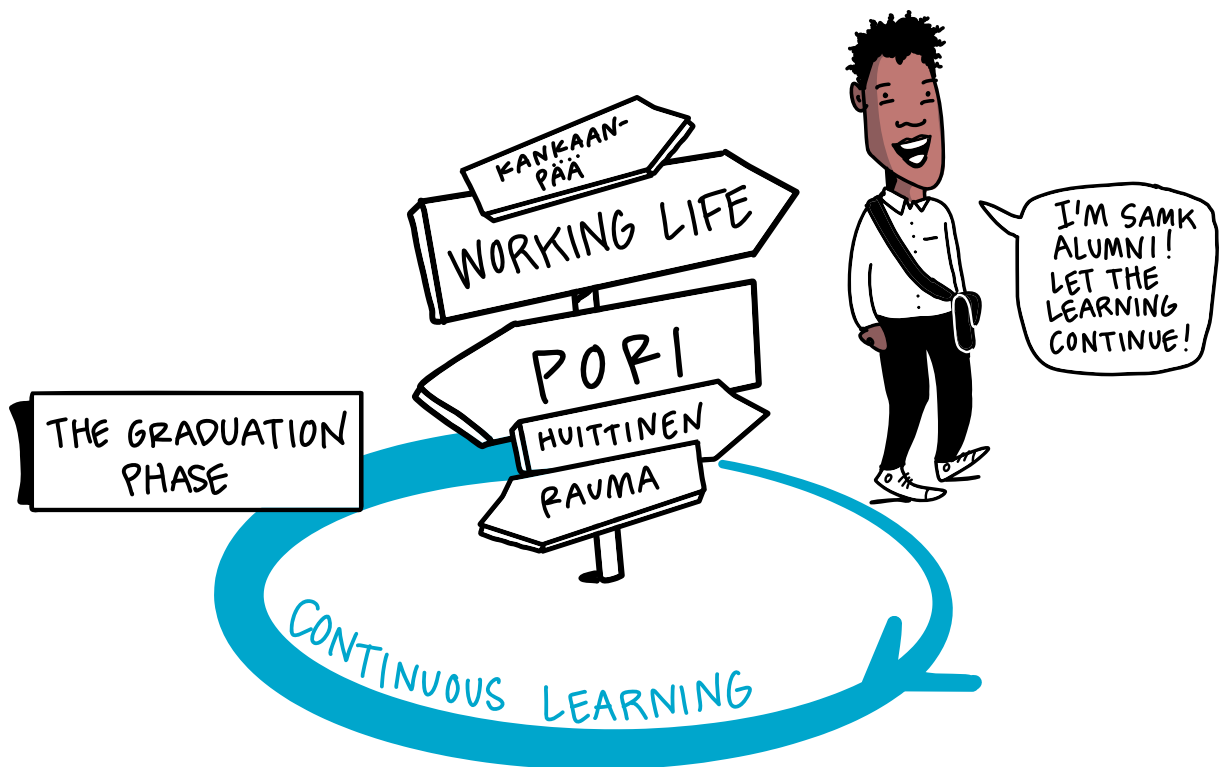 KANKAAN-
PÄÄ
WORKING LIFE
PORI
HUITTINEN
RAUMA
I'M SAMK
ALUMNI!
LET THE
LEARNING
CONTINUE!
THE GRADUATION
PHASE
CONTINUOUS LEARNING